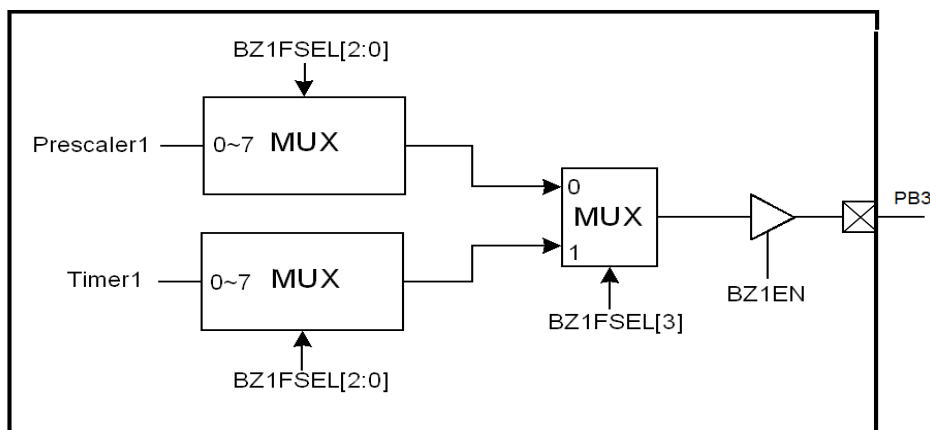 BZ1FSEL[2:0]
Prescaler1
0~7 MUX
0
MUX
1
PB3
Timer1
0~7 MUX
BZ1EN
BZ1FSEL[3]
BZ1FSEL[2:0]